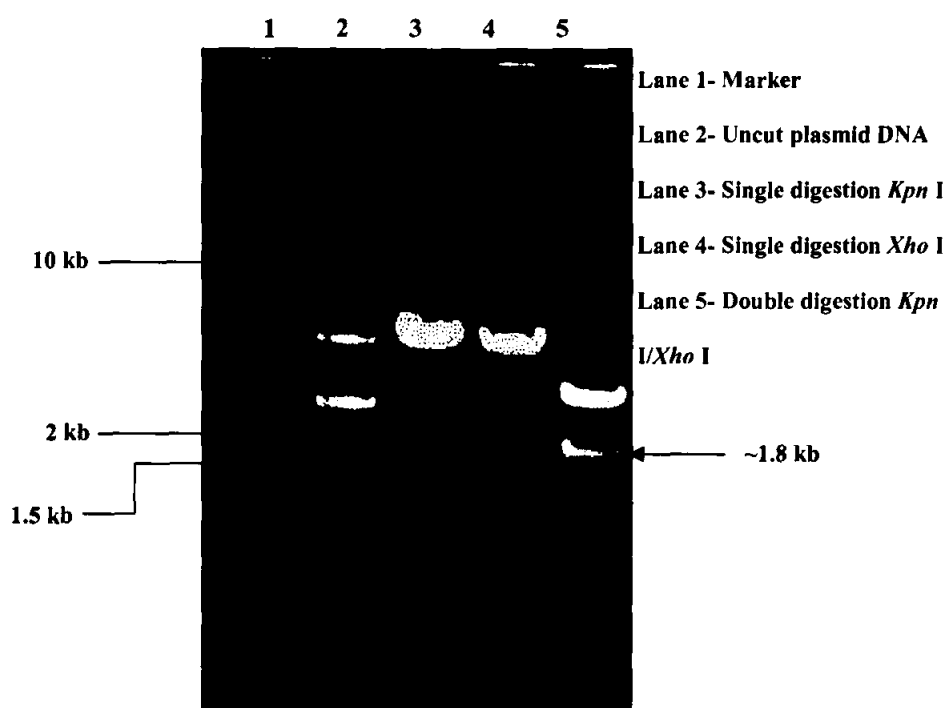 1 2 3 4 5
Lane 1- Marker
Lane 2- Uncut plasmid DNA
Lane 3- Single digestion Kpn I
10 kb
Lane 4- Single digestion Xho I
Lane 5- Double digestion Kpn
I/Xho I
2 kb
~1.8 kb
1.5 kb